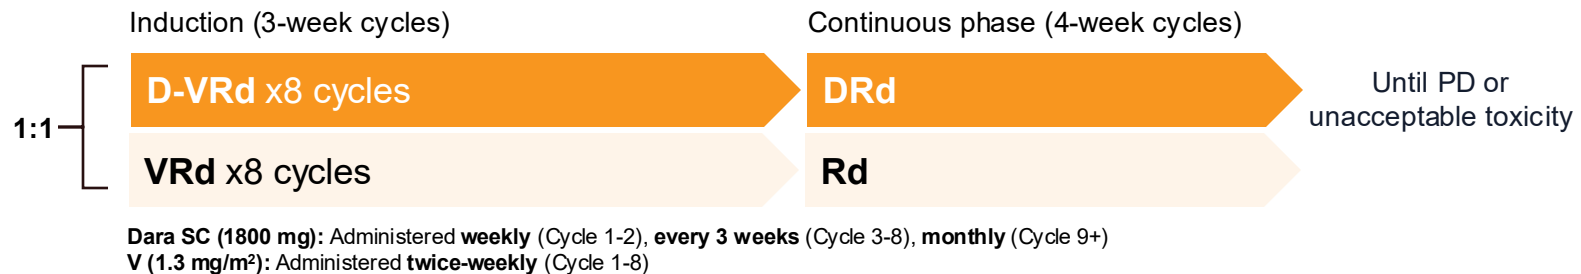 Induction (3-week cycles)
Continuous phase (4-week cycles)
1:1
D-VRd x8 cycles
DRd
Until PD or
unacceptable toxicity
VRd x8 cycles
Rd
Dara SC (1800 mg): Administered weekly (Cycle 1-2), every 3 weeks (Cycle 3-8), monthly (Cycle 9+)
V (1.3 mg/m²): Administered twice-weekly (Cycle 1-8)